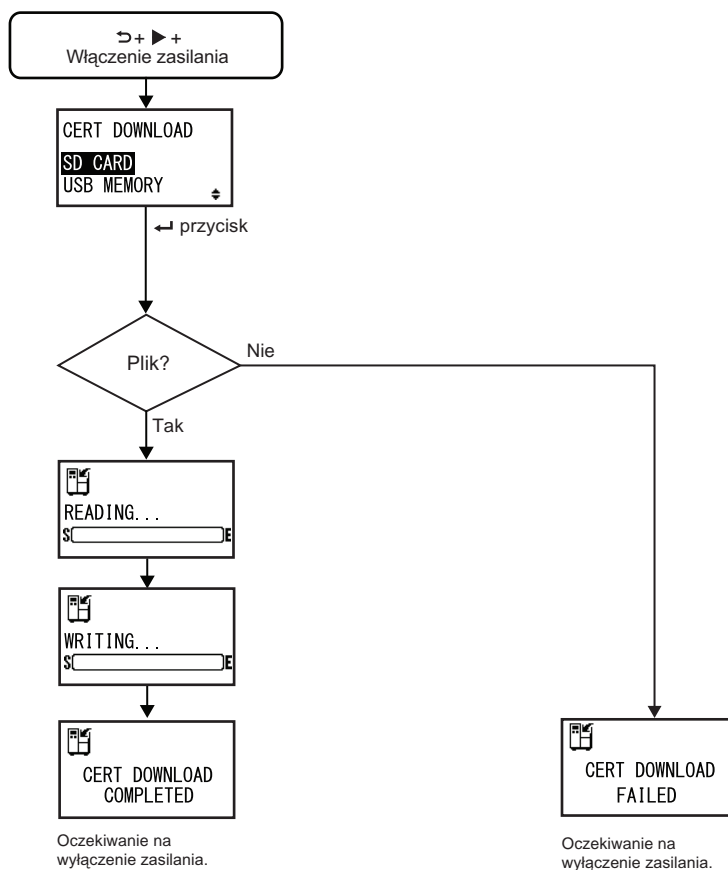 ⮌ + ▶ +
Włączenie zasilania
CERT DOWNLOAD
SD CARD
USB MEMORY
↵ przycisk
Plik?
Nie
Tak
READING...
S E
WRITING...
S E
CERT DOWNLOAD
COMPLETED
Oczekiwanie na
wyłączenie zasilania.
CERT DOWNLOAD
FAILED
Oczekiwanie na
wyłączenie zasilania.